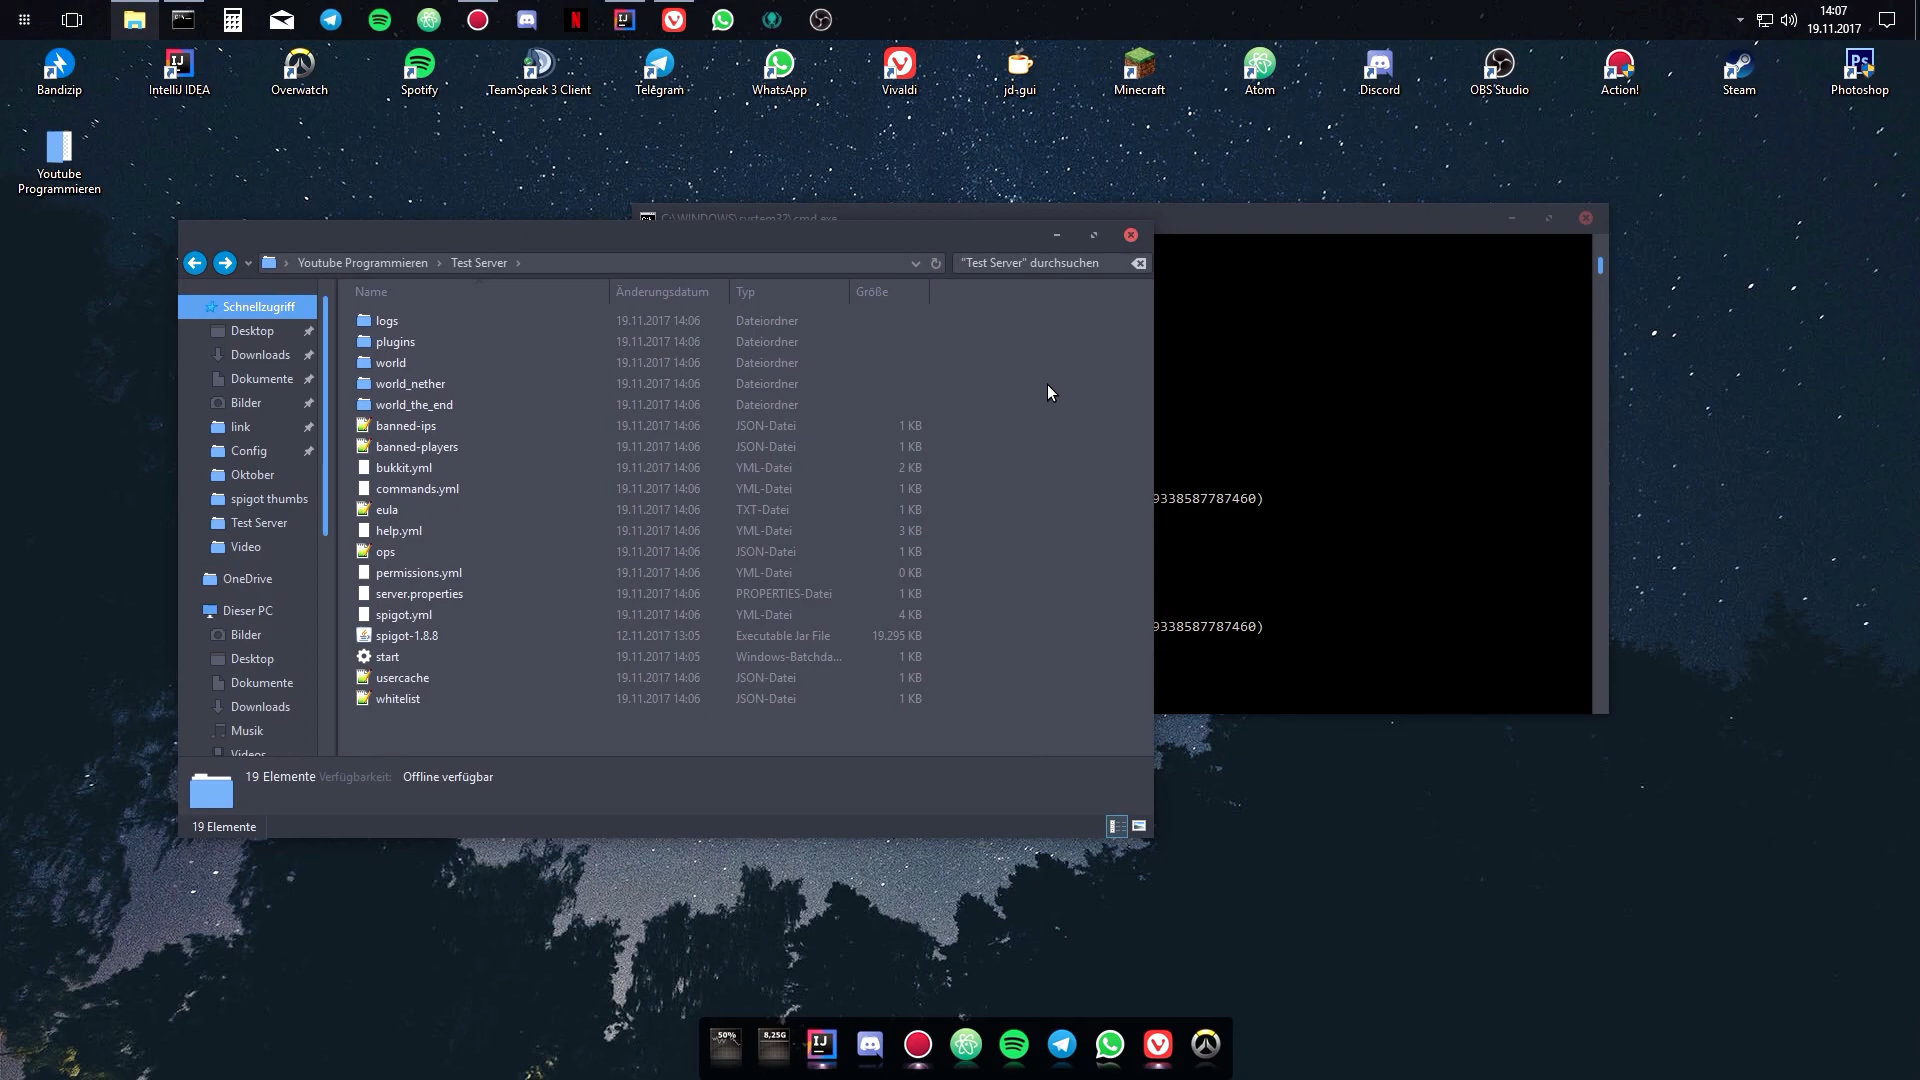 14:07
19.11.2017
Bandizip
IntelliJ IDEA
Overwatch
Spotify
TeamSpeak 3 Client
Telegram
WhatsApp
Vivaldi
jd-gui
Minecraft
Atom
Discord
OBS Studio
Action!
Steam
Photoshop
Youtube
Programmieren
C:\WINDOWS\system32\cmd.exe
Youtube Programmieren > Test Server >
"Test Server" durchsuchen
Name Änderungsdatum Typ Größe
Schnellzugriff
Desktop
Downloads
Dokumente
Bilder
link
Config
Oktober
spigot thumbs
Test Server
Video
OneDrive
Dieser PC
Bilder
Desktop
Dokumente
Downloads
Musik
Videos
logs 19.11.2017 14:06 Dateiordner
plugins 19.11.2017 14:06 Dateiordner
world 19.11.2017 14:06 Dateiordner
world_nether 19.11.2017 14:06 Dateiordner
world_the_end 19.11.2017 14:06 Dateiordner
banned-ips 19.11.2017 14:06 JSON-Datei 1 KB
banned-players 19.11.2017 14:06 JSON-Datei 1 KB
bukkit.yml 19.11.2017 14:06 YML-Datei 2 KB
commands.yml 19.11.2017 14:06 YML-Datei 1 KB
eula 19.11.2017 14:06 TXT-Datei 1 KB
help.yml 19.11.2017 14:06 YML-Datei 3 KB
ops 19.11.2017 14:06 JSON-Datei 1 KB
permissions.yml 19.11.2017 14:06 YML-Datei 0 KB
server.properties 19.11.2017 14:06 PROPERTIES-Datei 1 KB
spigot.yml 19.11.2017 14:06 YML-Datei 4 KB
spigot-1.8.8 12.11.2017 13:05 Executable Jar File 19.295 KB
start 19.11.2017 14:05 Windows-Batchda... 1 KB
usercache 19.11.2017 14:06 JSON-Datei 1 KB
whitelist 19.11.2017 14:06 JSON-Datei 1 KB
9338587787460)
9338587787460)
19 Elemente Verfügbarkeit: Offline verfügbar
19 Elemente
50%
8,25G